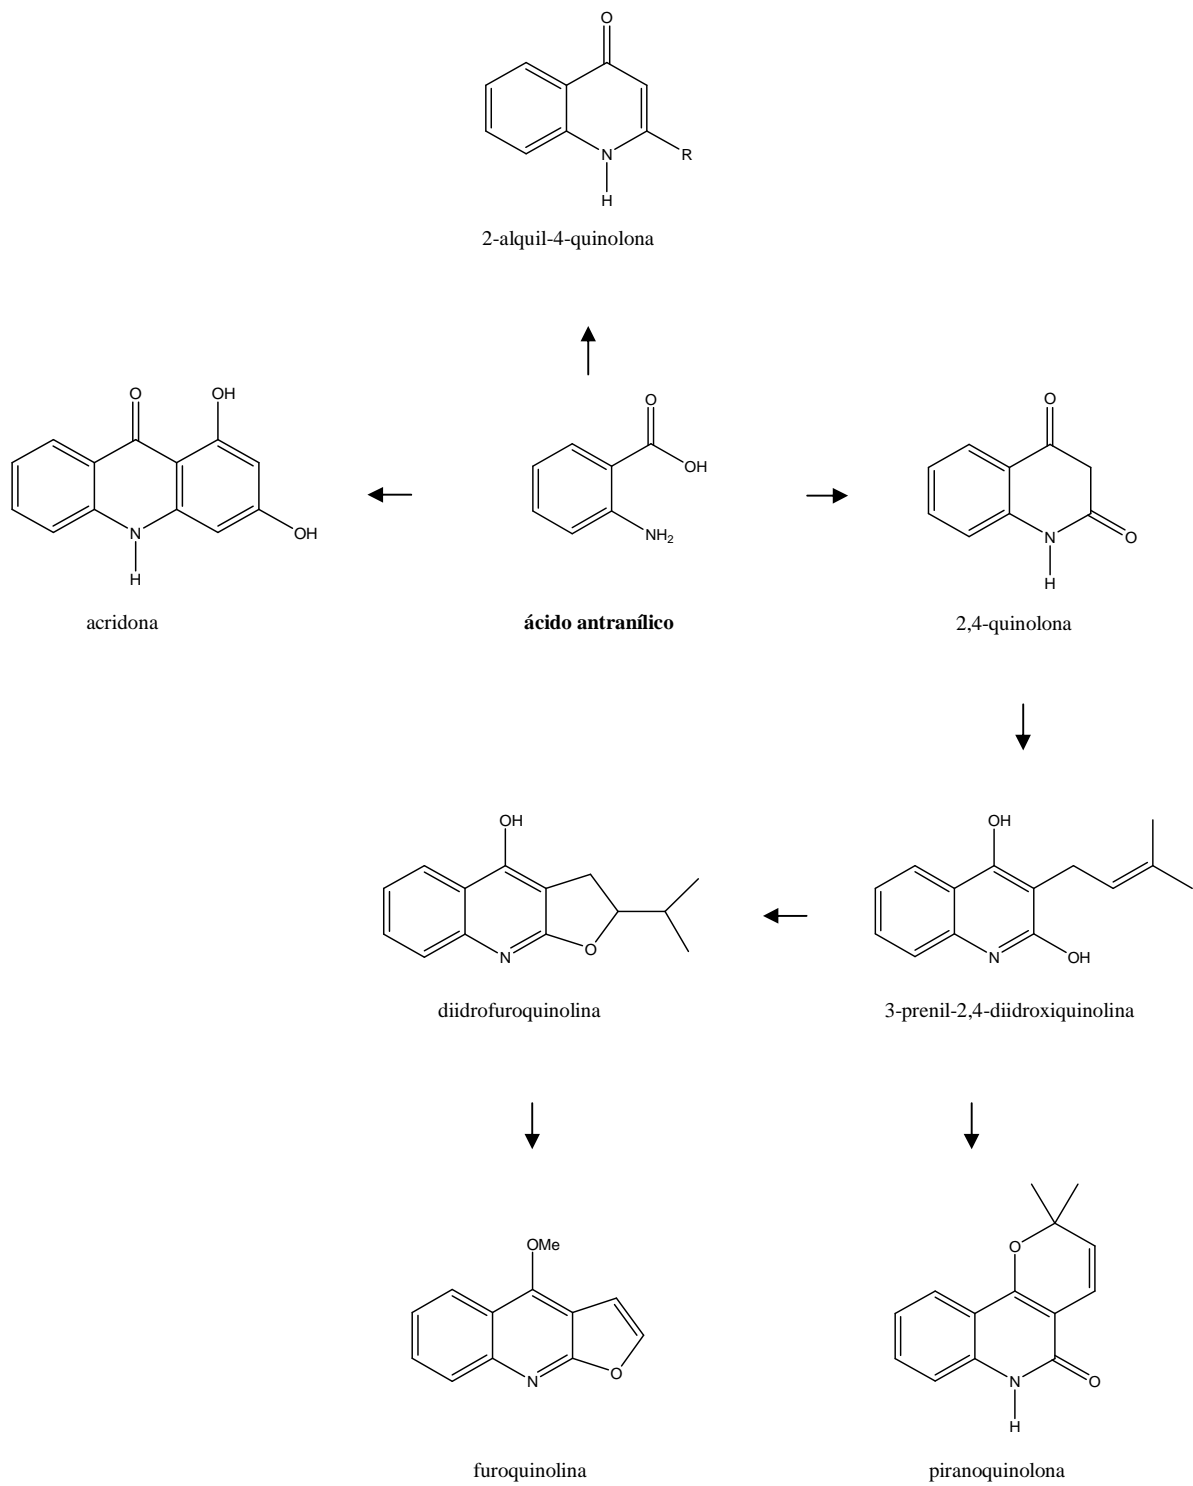 O
N
R
H
2-alquil-4-quinolona
O
OH
OH
N
H
acridona
O
OH
NH2
ácido antranílico
O
N
O
H
2,4-quinolona
OH
N
O
diidrofuroquinolina
OH
N
OH
3-prenil-2,4-diidroxiquinolina
OMe
N
O
furoquinolina
O
N
O
H
piranoquinolona